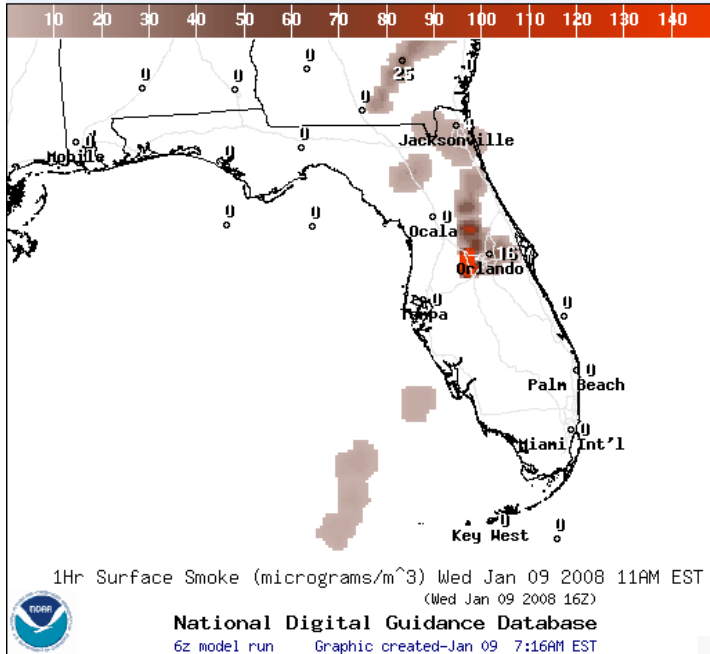 10 20 30 40 50 60 70 80 90 100 110 120 130 140
0 0 0 0
25
0
Jacksonville
0
Mobile
0
0
0
0
0
Ocala
16
Orlando
0
Tampa
0
0
Palm Beach
0
Miami Int'l
0
Key West
0
1Hr Surface Smoke (micrograms/m^3) Wed Jan 09 2008 11AM EST
(Wed Jan 09 2008 16Z)
NOAA
National Digital Guidance Database
6z model run Graphic created-Jan 09 7:16AM EST